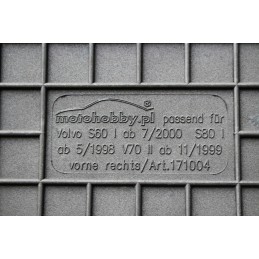 motohobby.pl® passend für
Volvo S60 I ab 7/2000 S80 I
ab 5/1998 V70 II ab 11/1999
vorne rechts/Art.171004